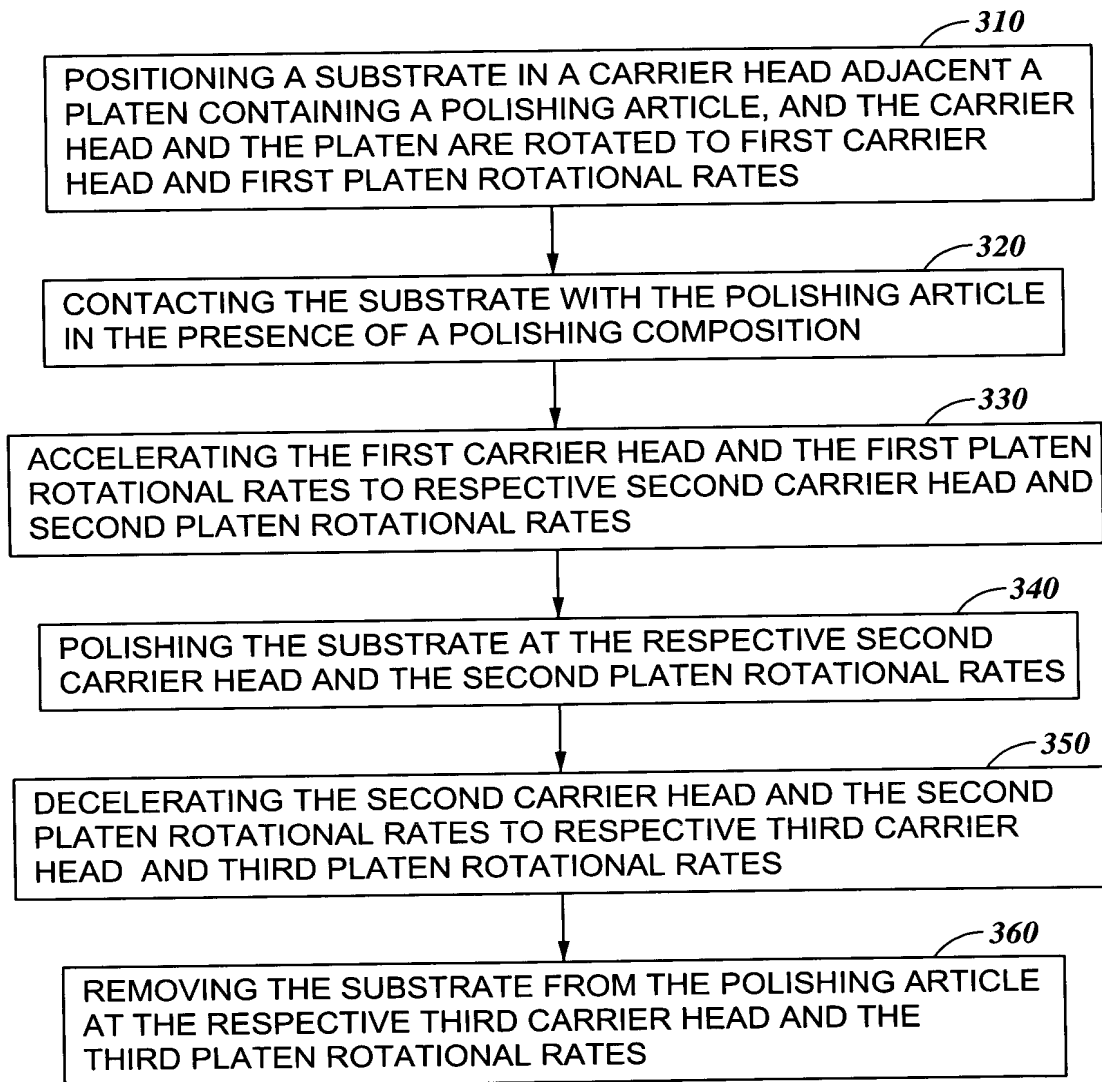 310
POSITIONING A SUBSTRATE IN A CARRIER HEAD ADJACENT A
PLATEN CONTAINING A POLISHING ARTICLE, AND THE CARRIER
HEAD AND THE PLATEN ARE ROTATED TO FIRST CARRIER
HEAD AND FIRST PLATEN ROTATIONAL RATES
320
CONTACTING THE SUBSTRATE WITH THE POLISHING ARTICLE
IN THE PRESENCE OF A POLISHING COMPOSITION
330
ACCELERATING THE FIRST CARRIER HEAD AND THE FIRST PLATEN
ROTATIONAL RATES TO RESPECTIVE SECOND CARRIER HEAD AND
SECOND PLATEN ROTATIONAL RATES
340
POLISHING THE SUBSTRATE AT THE RESPECTIVE SECOND
CARRIER HEAD AND THE SECOND PLATEN ROTATIONAL RATES
350
DECELERATING THE SECOND CARRIER HEAD AND THE SECOND
PLATEN ROTATIONAL RATES TO RESPECTIVE THIRD CARRIER
HEAD AND THIRD PLATEN ROTATIONAL RATES
360
REMOVING THE SUBSTRATE FROM THE POLISHING ARTICLE
AT THE RESPECTIVE THIRD CARRIER HEAD AND THE
THIRD PLATEN ROTATIONAL RATES